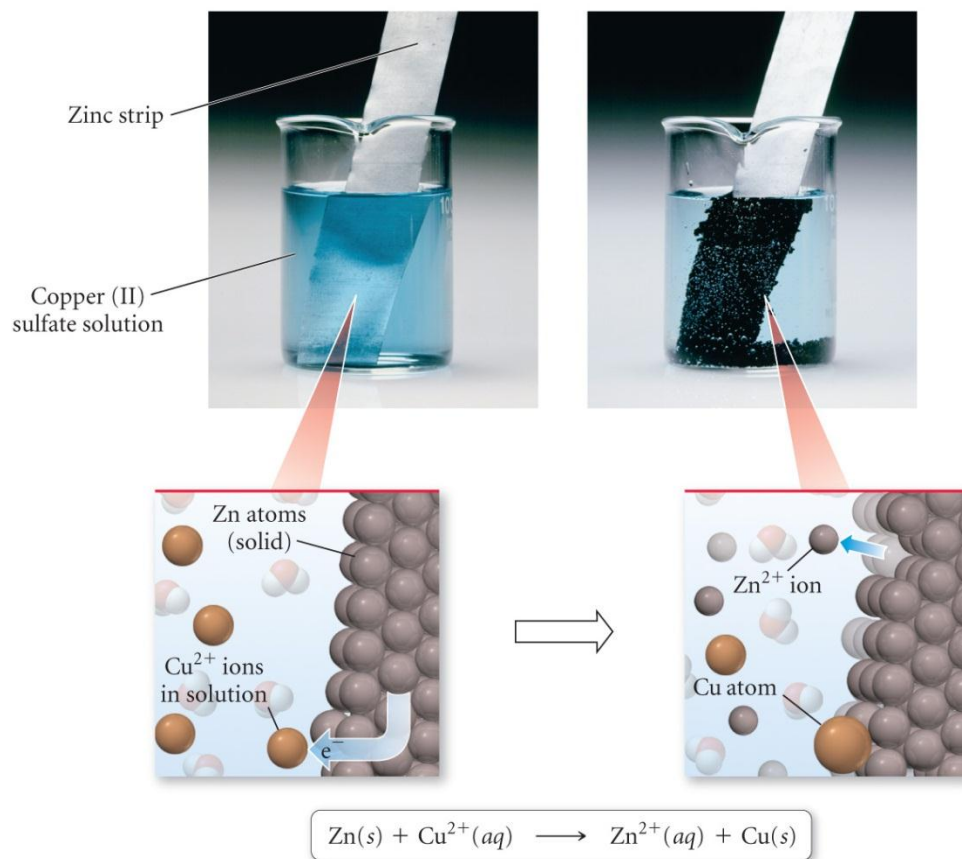 Zinc strip
Copper (II)
sulfate solution
Zn atoms
(solid)
Cu²⁺ ions
in solution
e⁻
Zn²⁺ ion
Cu atom
Zn(s) + Cu²⁺(aq) ⟶ Zn²⁺(aq) + Cu(s)